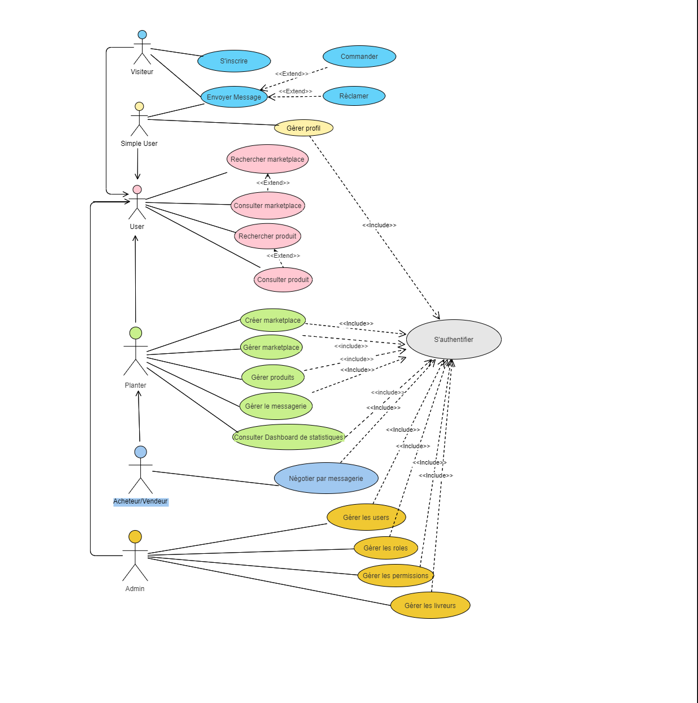 Visiteur
S'inscrire
Commander
<<Extend>>
Envoyer Message
<<Extend>>
Réclamer
Simple User
Gérer profil
Rechercher marketplace
<<Extend>>
Consulter marketplace
User
<<Include>>
Rechercher produit
<<Extend>>
Consulter produit
Créer marketplace
<<Include>>
S'authentifier
Gérer marketplace
<<Include>>
<<Include>>
Planter
Gérer produits
<<Include>>
Gérer le messagerie
<<Include>>
<<Include>>
Consulter Dashboard de statistiques
<<Include>>
<<Include>>
<<Include>>
<<Include>>
Négotier par messagerie
Acheteur/Vendeur
Gérer les users
Gérer les roles
Admin
Gérer les permissions
Gérer les livreurs